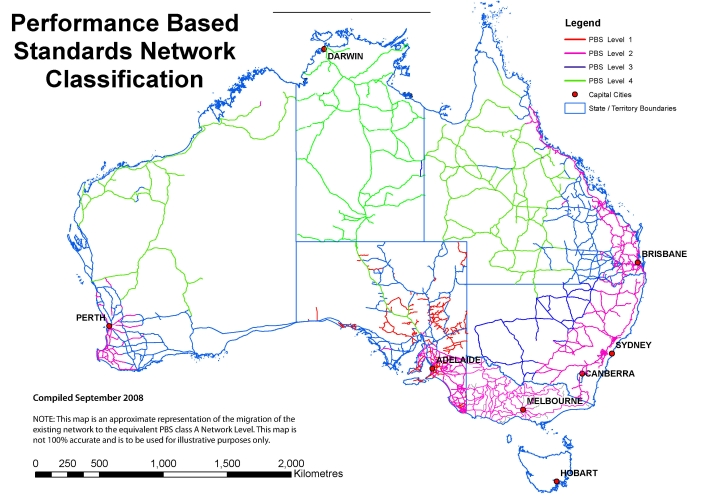 Performance Based
Standards Network
Classification
Legend
PBS Level 1
PBS Level 2
PBS Level 3
PBS Level 4
Capital Cities
State / Territory Boundaries
DARWIN
BRISBANE
PERTH
SYDNEY
ADELAIDE
CANBERRA
MELBOURNE
HOBART
Compiled September 2008
NOTE: This map is an approximate representation of the migration of the
existing network to the equivalent PBS class A Network Level. This map is
not 100% accurate and is to be used for illustrative purposes only.
0 250 500 1,000 1,500 2,000
Kilometres